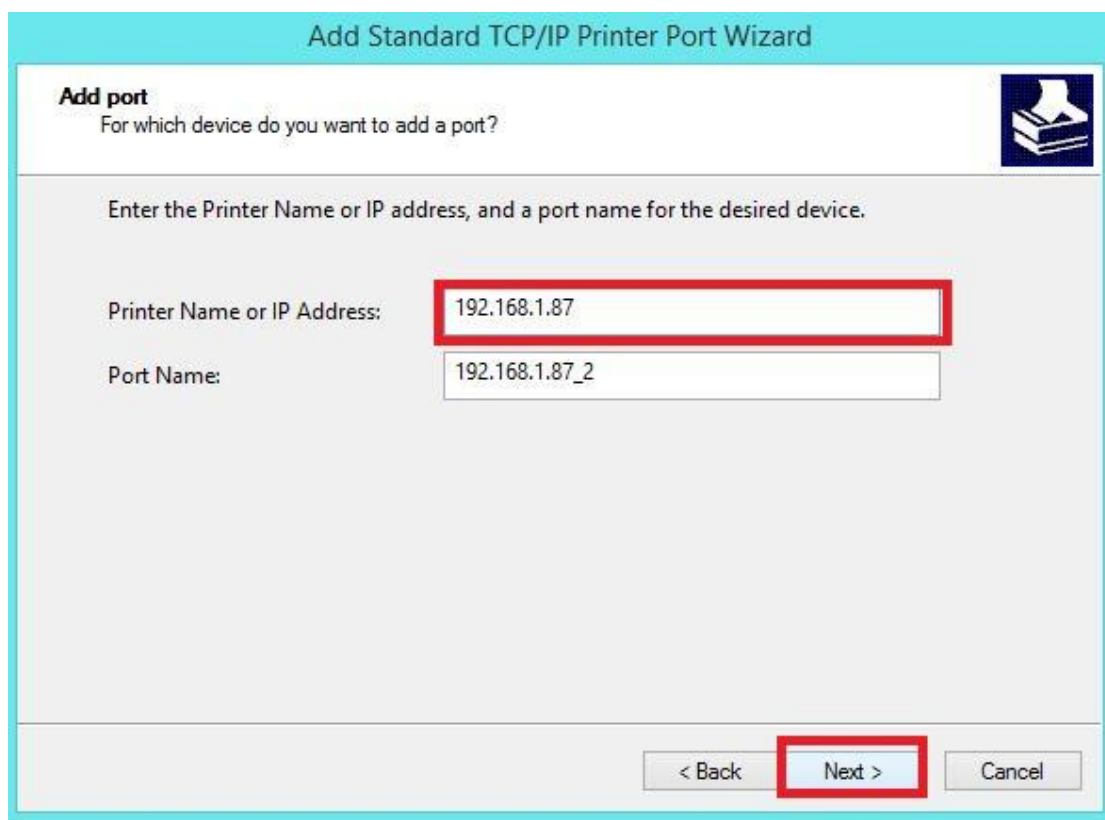 Add Standard TCP/IP Printer Port Wizard
Add port
For which device do you want to add a port?
Enter the Printer Name or IP address, and a port name for the desired device.
Printer Name or IP Address: 192.168.1.87
Port Name: 192.168.1.87_2
< Back Next > Cancel